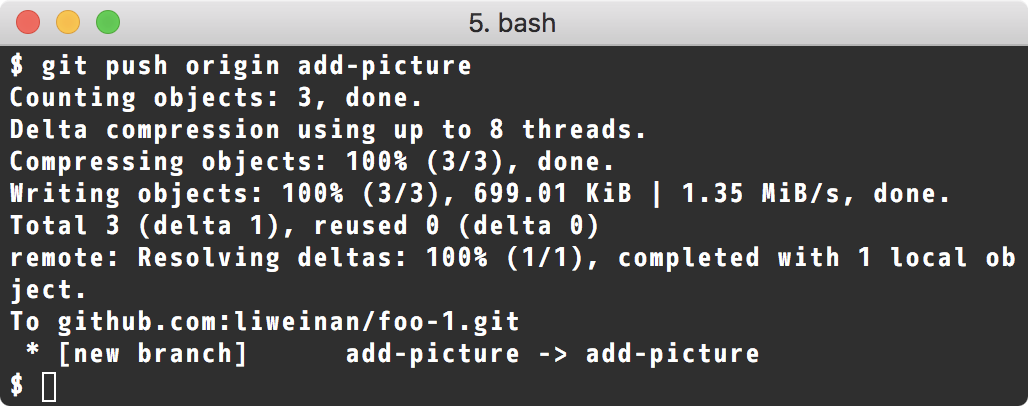 5. bash
$ git push origin add-picture
Counting objects: 3, done.
Delta compression using up to 8 threads.
Compressing objects: 100% (3/3), done.
Writing objects: 100% (3/3), 699.01 KiB | 1.35 MiB/s, done.
Total 3 (delta 1), reused 0 (delta 0)
remote: Resolving deltas: 100% (1/1), completed with 1 local ob
ject.
To github.com:liweinan/foo-1.git
 * [new branch]      add-picture -> add-picture
$